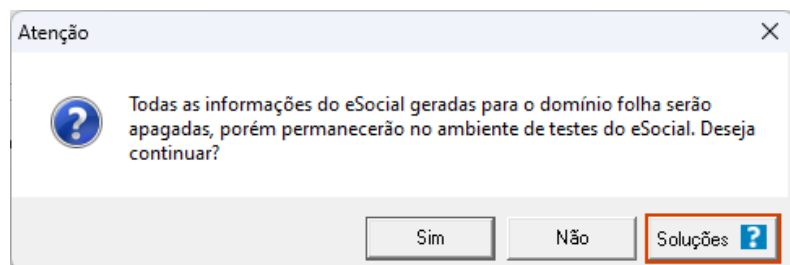 Atenção
Todas as informações do eSocial geradas para o domínio folha serão
apagadas, porém permanecerão no ambiente de testes do eSocial. Deseja
continuar?
Sim
Não
Soluções ?